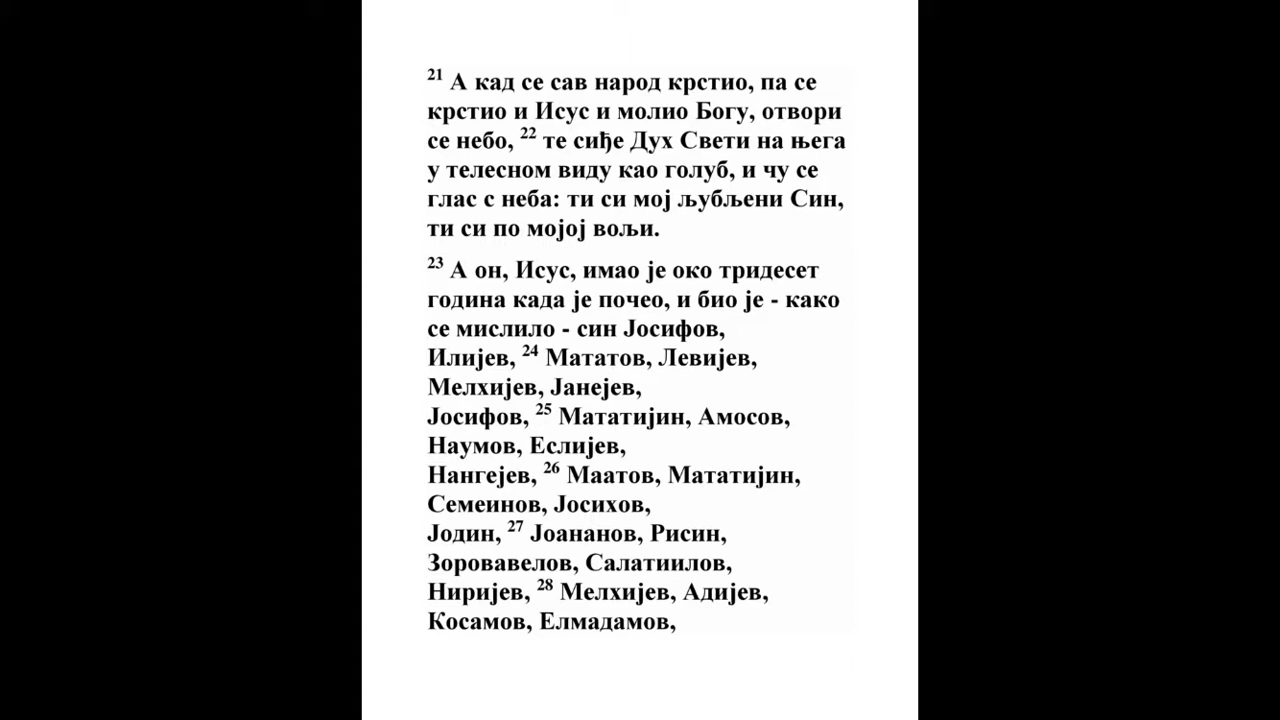 21 А кад се сав народ крстио, па се
крстио и Исус и молио Богу, отвори
се небо, 22 те сиђе Дух Свети на њега
у телесном виду као голуб, и чу се
глас с неба: ти си мој љубљени Син,
ти си по мојој вољи.
23 А он, Исус, имао је око тридесет
година када је почео, и био је - како
се мислило - син Јосифов,
Илијев, 24 Мататов, Левијев,
Мелхијев, Јанејев,
Јосифов, 25 Мататијин, Амосов,
Наумов, Еслијев,
Нангејев, 26 Маатов, Мататијин,
Семеинов, Јосихов,
Јодин, 27 Јоананов, Рисин,
Зоровавелов, Салатиилов,
Ниријев, 28 Мелхијев, Адијев,
Косамов, Елмадамов,